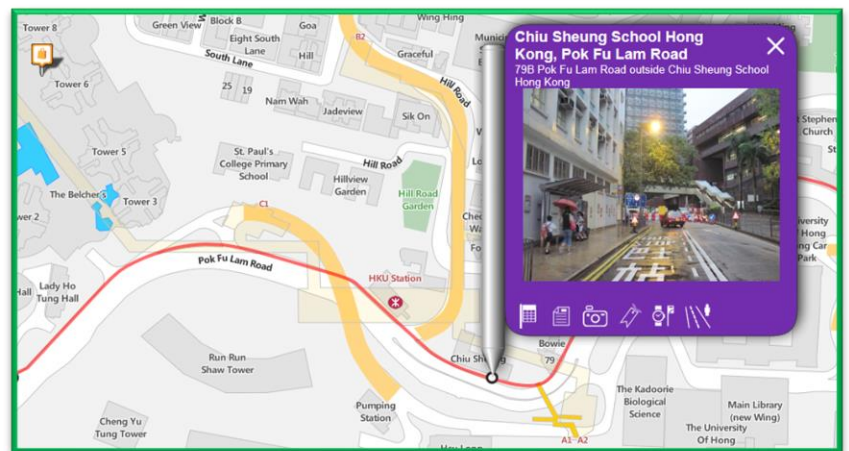 Chiu Sheung School Hong
Kong, Pok Fu Lam Road
79B Pok Fu Lam Road outside Chiu Sheung School
Hong Kong
巴士
站
Tower 8
Green View
Block B
Goa
Wing Hing
Eight South
Lane
South Lane
Hill
B2
Graceful
Tower 6
25
19
Nam Wah
Jadeview
Sik On
Hill Road
Tower 5
St. Paul's
College Primary
School
Hill Road
Hillview
Garden
Hill Road
Garden
The Belcher's
Tower 3
C1
Pok Fu Lam Road
HKU Station
Lady Ho
Tung Hall
Run Run
Shaw Tower
Chiu Sheung
Bowie
79
Pumping
Station
Cheng Yu
Tung Tower
A1
A2
The Kadoorie
Biological
Science
Main Library
(new Wing)
The University
Of Hong
St Stephen
Church
Car
Park